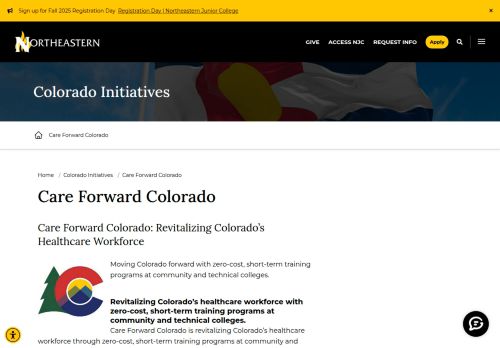 Sign up for Fall 2025 Registration Day Registration Day | Northeastern Junior College ×
NORTHEASTERN GIVE ACCESS NJC REQUEST INFO Apply
Colorado Initiatives
Care Forward Colorado
Home / Colorado Initiatives / Care Forward Colorado
Care Forward Colorado
Care Forward Colorado: Revitalizing Colorado’s
Healthcare Workforce
Moving Colorado forward with zero-cost, short-term training
programs at community and technical colleges.
Revitalizing Colorado’s healthcare workforce with
zero-cost, short-term training programs at
community and technical colleges.
Care Forward Colorado is revitalizing Colorado’s healthcare
workforce through zero-cost, short-term training programs at community and